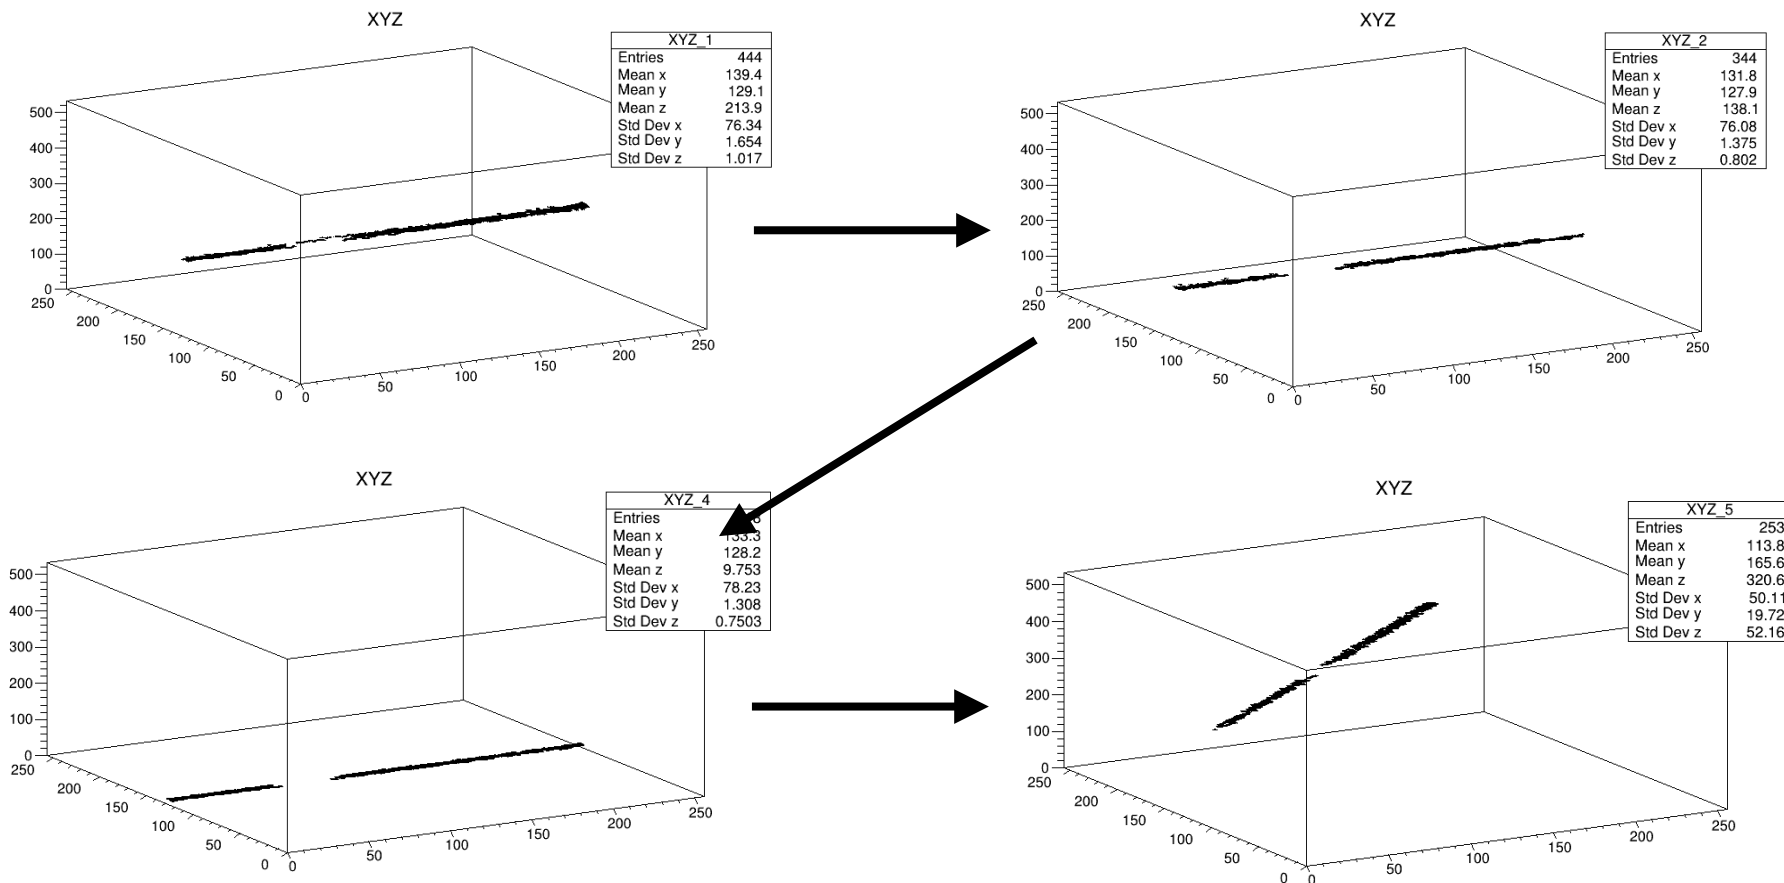 XYZ
XYZ_1
Entries 444
Mean x 139.4
Mean y 129.1
Mean z 213.9
Std Dev x 76.34
Std Dev y 1.654
Std Dev z 1.017
500
400
300
200
100
0
250
200
150
100
50
0
0
50
100
150
200
250
XYZ
XYZ_2
Entries 344
Mean x 131.8
Mean y 127.9
Mean z 138.1
Std Dev x 76.08
Std Dev y 1.375
Std Dev z 0.802
500
400
300
200
100
0
250
200
150
100
50
0
0
50
100
150
200
250
XYZ
XYZ_4
Entries
Mean x 133.3
Mean y 128.2
Mean z 9.753
Std Dev x 78.23
Std Dev y 1.308
Std Dev z 0.7503
500
400
300
200
100
0
250
200
150
100
50
0
0
50
100
150
200
250
XYZ
XYZ_5
Entries 253
Mean x 113.8
Mean y 165.6
Mean z 320.6
Std Dev x 50.11
Std Dev y 19.72
Std Dev z 52.16
500
400
300
200
100
0
250
200
150
100
50
0
0
50
100
150
200
250